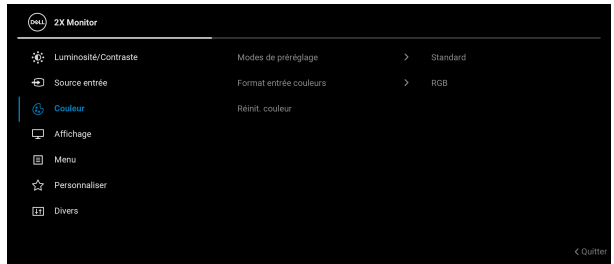 DELL 2X Monitor
Luminosité/Contraste Modes de préréglage > Standard
Source entrée Format entrée couleurs > RGB
Couleur Réinit. couleur
Affichage
Menu
Personnaliser
Divers
< Quitter